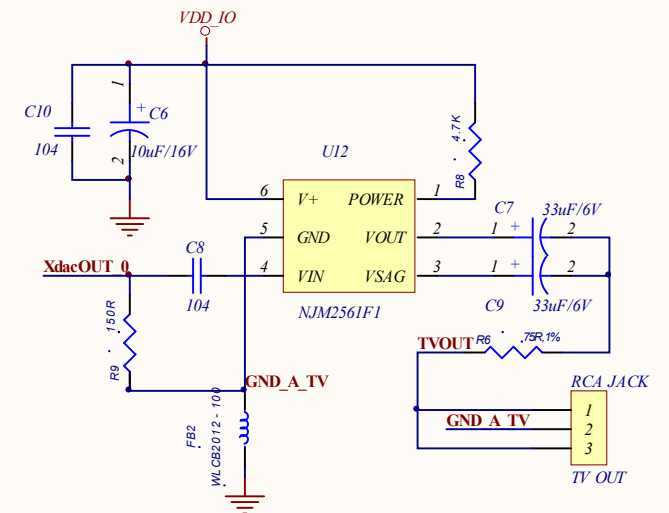 VDD_IO
1
C10
+
C6
104
2
10uF/16V
4.7K
R8
U12
6
V+
POWER
1
5
GND
VOUT
2
4
VIN
VSAG
3
NJM2561F1
C7
33uF/6V
1
+
2
1
+
2
C9
33uF/6V
C8
104
XdacOUT_0
150R
R9
GND_A_TV
FB2
WLCB2012 - 100
TVOUT
R6
.75R,1%
RCA JACK
1
GND_A_TV
2
3
TV OUT